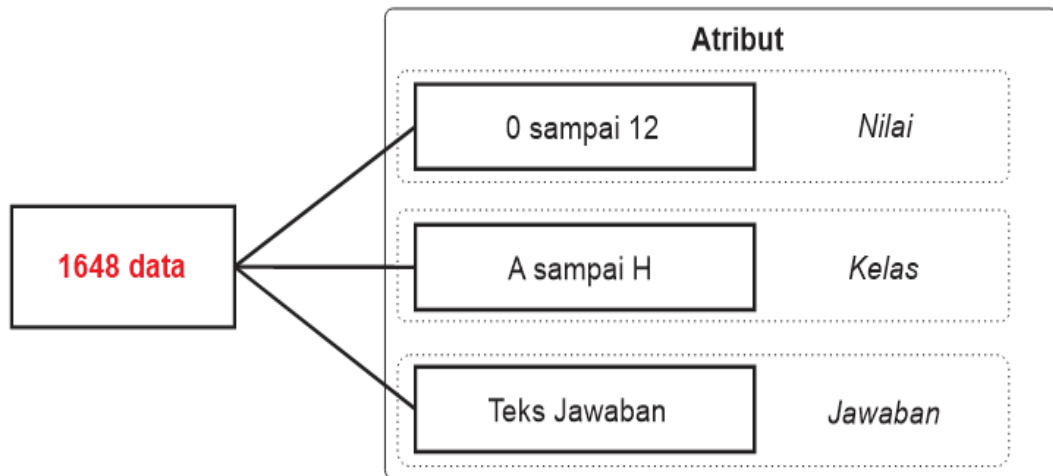 Atribut
0 sampai 12 Nilai
1648 data
A sampai H Kelas
Teks Jawaban Jawaban